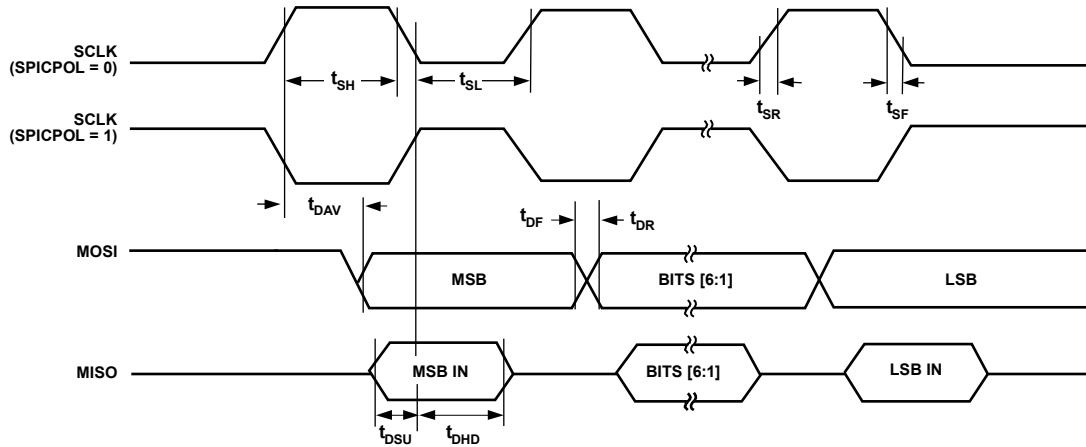 SCLK
(SPICPOL = 0)
tSH
tSL
tSR
tSF
SCLK
(SPICPOL = 1)
tDAV
tDF
tDR
MOSI
MSB
BITS [6:1]
LSB
MISO
MSB IN
BITS [6:1]
LSB IN
tDSU
tDHD